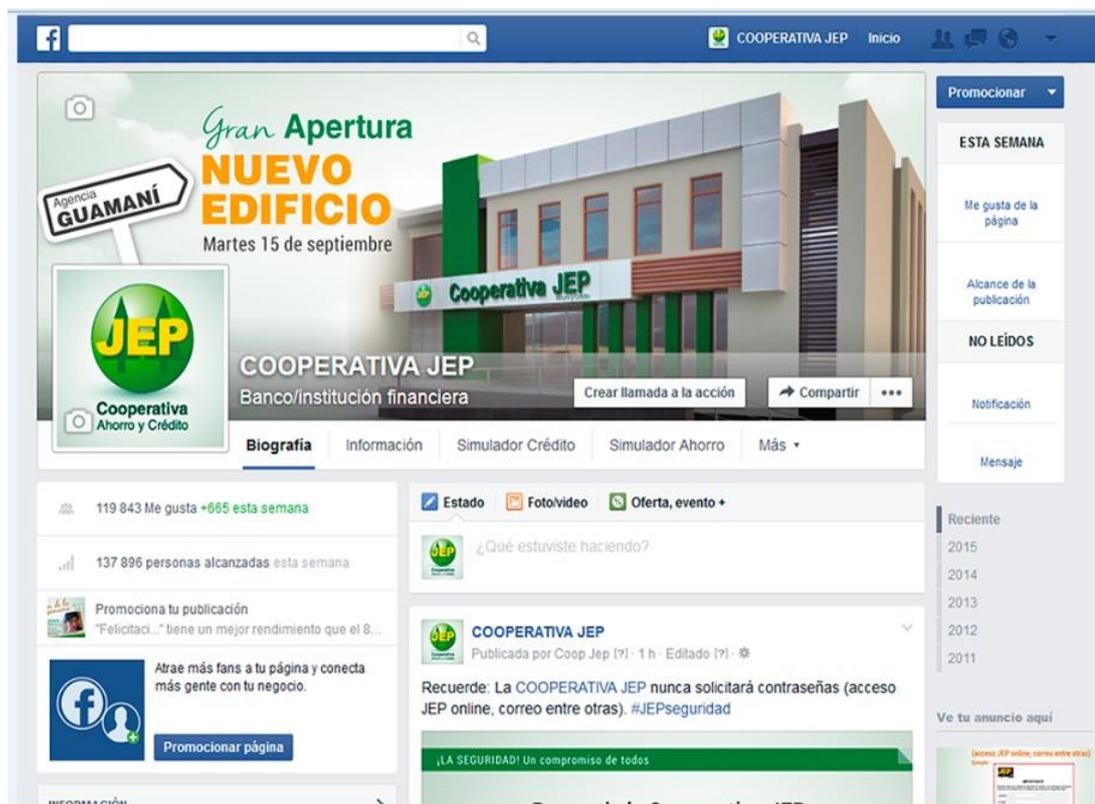 COOPERATIVA JEP Inicio
Gran Apertura
NUEVO
EDIFICIO
Martes 15 de septiembre
Agencia
GUAMANÍ
Cooperativa JEP
JEP
Cooperativa
Ahorro y Crédito
COOPERATIVA JEP
Banco/institución financiera
Crear llamada a la acción
Compartir
Biografía Información Simulador Crédito Simulador Ahorro Más
Promocionar
ESTA SEMANA
Me gusta de la
página
Alcance de la
publicación
NO LEÍDOS
Notificación
Mensaje
Reciente
2015
2014
2013
2012
2011
Ve tu anuncio aquí
(acceso JEP online, correo entre otras)
119 843 Me gusta +665 esta semana
137 896 personas alcanzadas esta semana
Promociona tu publicación
"Felicitaci..." tiene un mejor rendimiento que el 8...
Atrae más fans a tu página y conecta
más gente con tu negocio.
Promocionar página
INFORMACIÓN
Estado Foto/video Oferta, evento +
JEP
¿Qué estuviste haciendo?
JEP
COOPERATIVA JEP
Publicada por Coop Jep [?] · 1 h · Editado [?] ·
Recuerde: La COOPERATIVA JEP nunca solicitará contraseñas (acceso
JEP online, correo entre otras). #JEPseguridad
¡LA SEGURIDAD! Un compromiso de todos